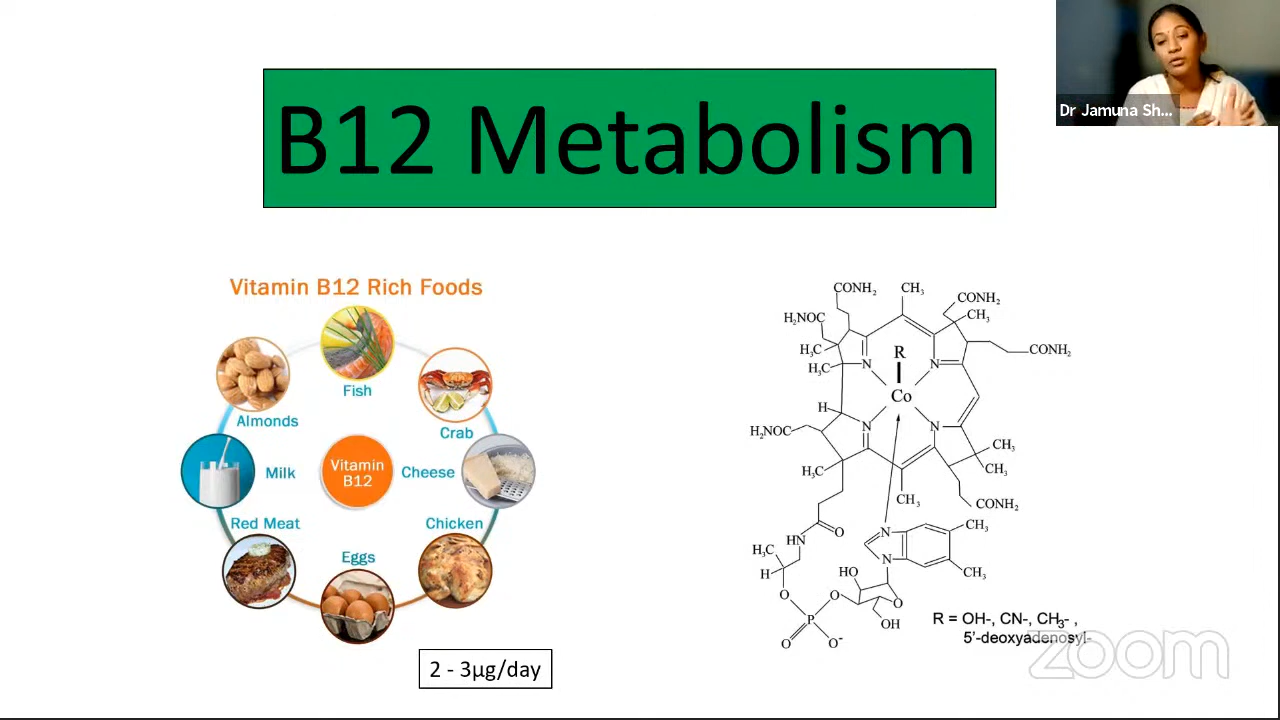 Dr Jamuna Sh...
B12 Metabolism
Vitamin B12 Rich Foods
Fish
Almonds
Crab
Milk
Vitamin
B12
Cheese
Red Meat
Chicken
Eggs
2 - 3µg/day
CONH₂
CH₃
CONH₂
H₂NOC
CH₃
H₃C
R
CONH₂
H₃C
N
N
Co
H
H₂NOC
N
N
CH₃
H₃C
CH₃
CH₃
CONH₂
O
N
CH₃
HN
H₃C
N
CH₃
H
HO
O
O
O
P
OH
O
O⁻
R = OH-, CN-, CH₃- ,
5'-deoxyadenosyl-
zoom